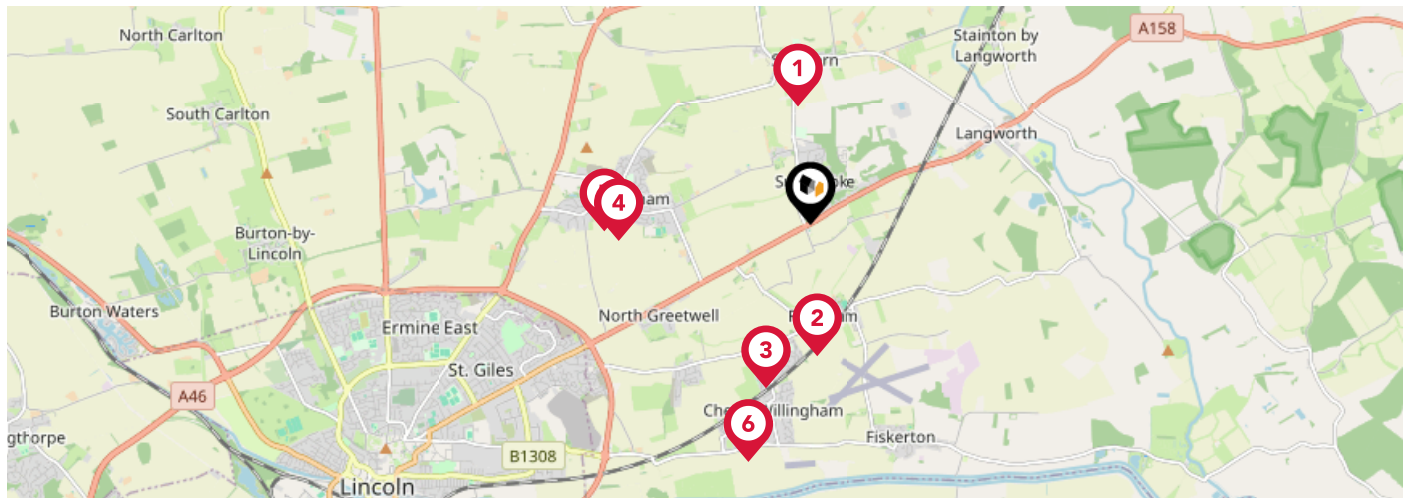 North Carlton
A158
Stainton by
Langworth
1
South Carlton
Langworth
4
Burton-by-
Lincoln
Burton Waters
North Greetwell
2
Ermine East
3
St. Giles
A46
6
Fiskerton
B1308
Lincoln